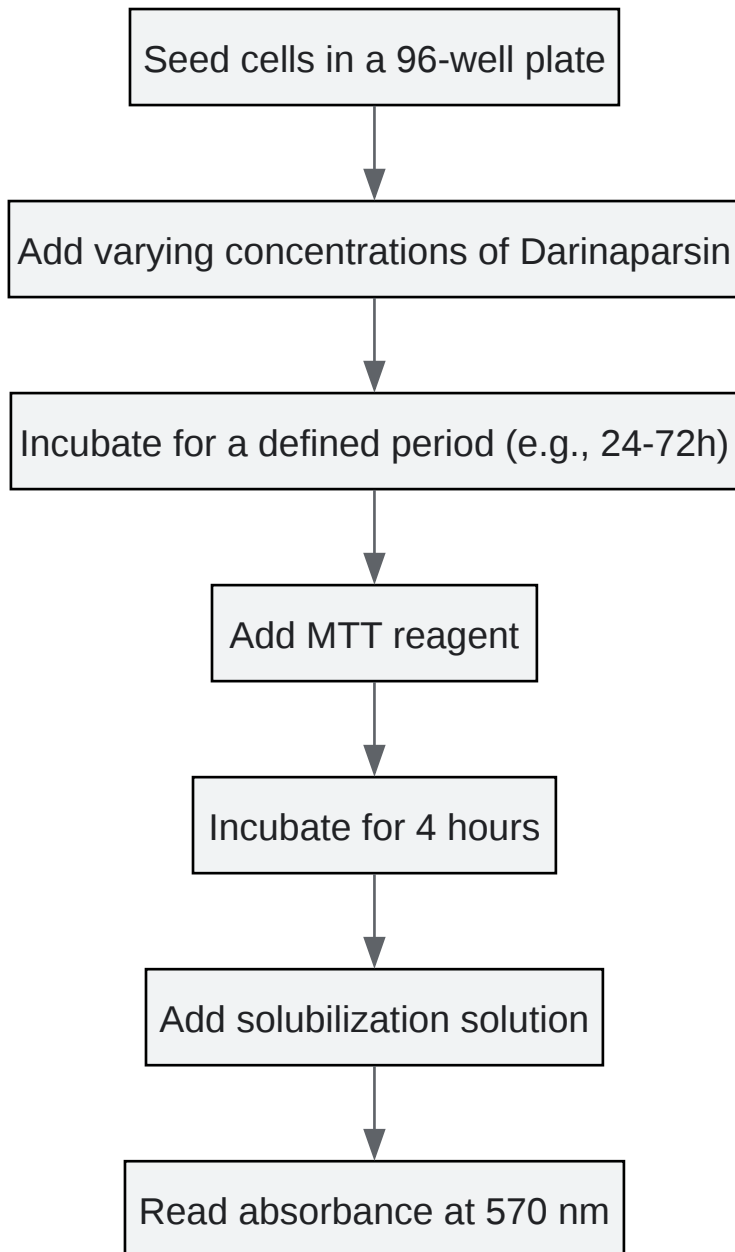 Seed cells in a 96-well plate
Add varying concentrations of Darinaparsin
Incubate for a defined period (e.g., 24-72h)
Add MTT reagent
Incubate for 4 hours
Add solubilization solution
Read absorbance at 570 nm